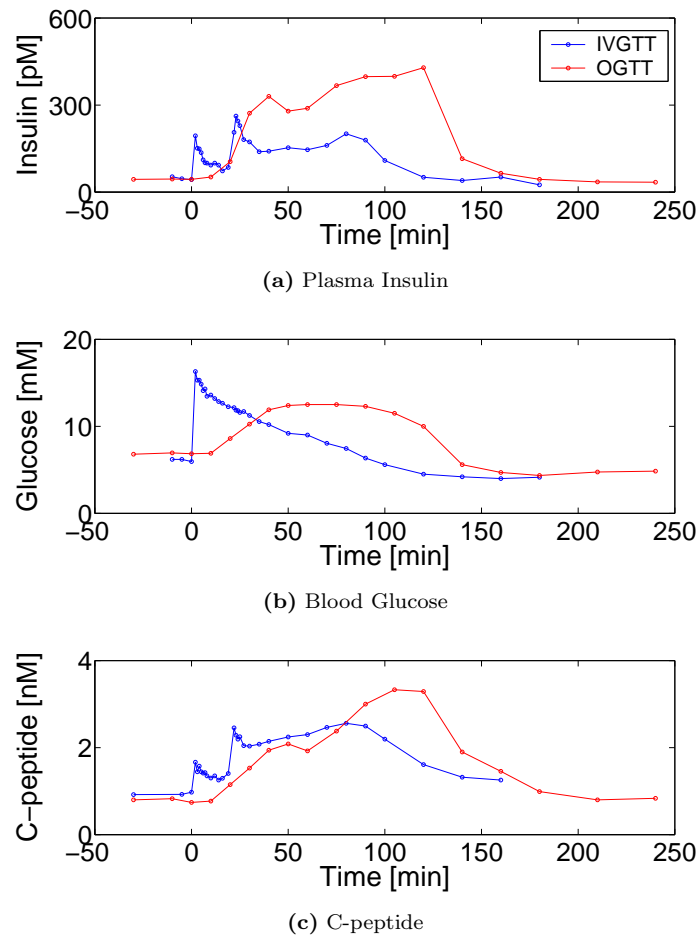 600
300
0
Insulin [pM]
IVGTT
OGTT
−50 0 50 100 150 200 250
Time [min]
(a) Plasma Insulin
20
10
0
Glucose [mM]
−50 0 50 100 150 200 250
Time [min]
(b) Blood Glucose
4
2
0
C−peptide [nM]
−50 0 50 100 150 200 250
Time [min]
(c) C-peptide